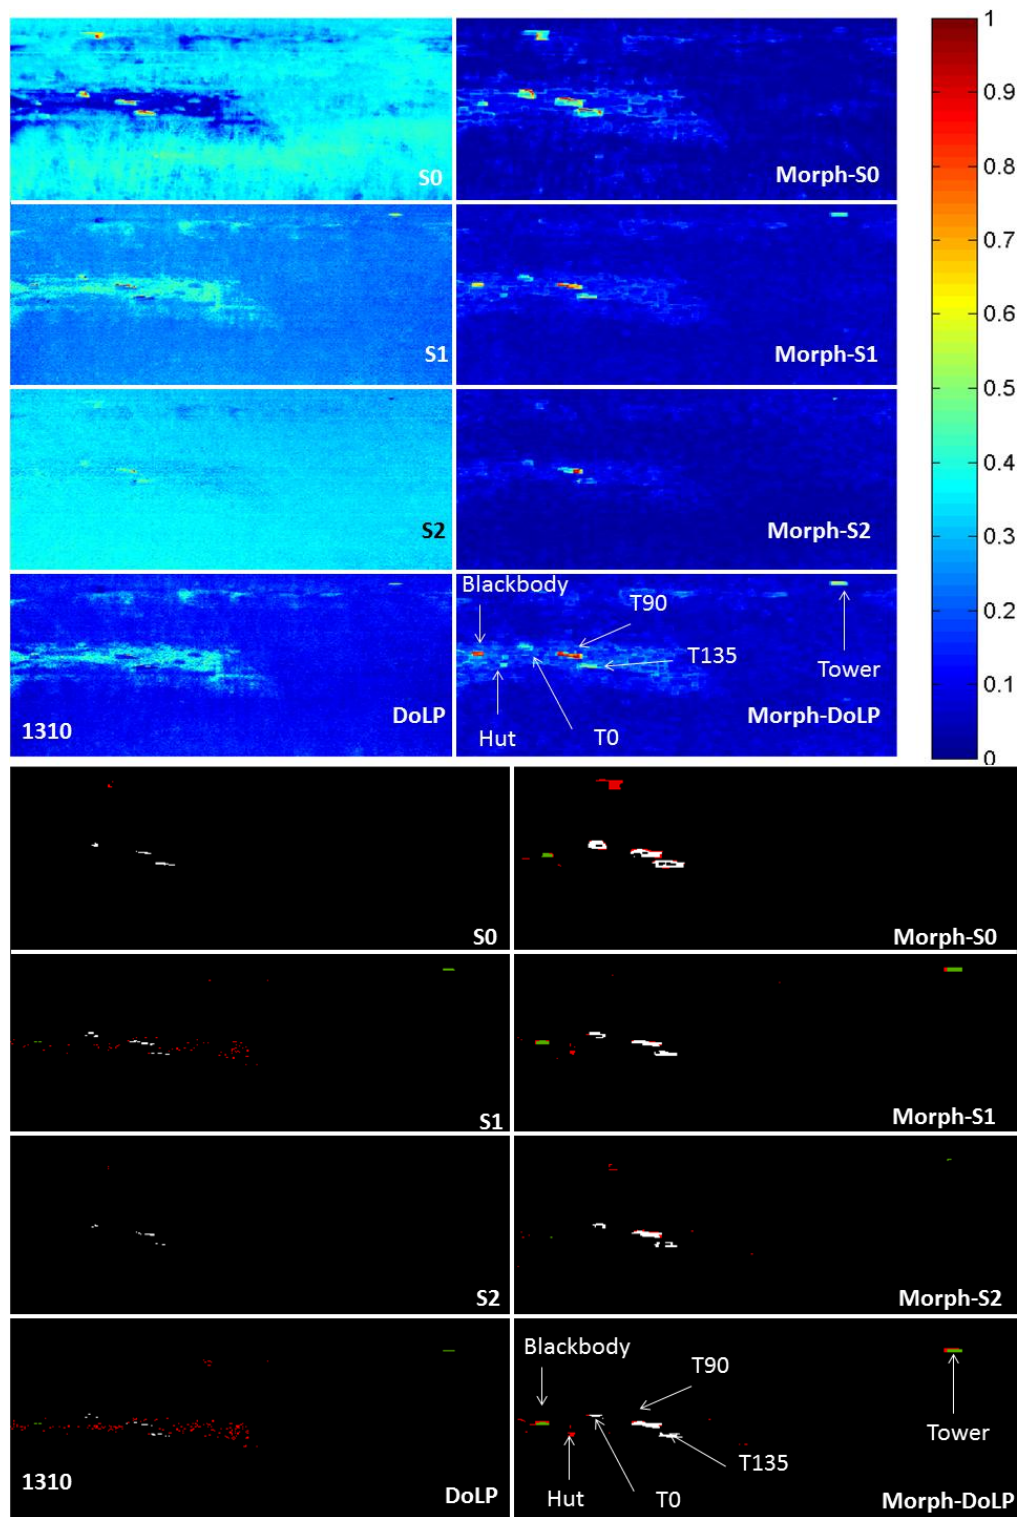 S0
Morph-S0
S1
Morph-S1
S2
Morph-S2
1310
DoLP
Blackbody
T90
T135
Tower
Hut
T0
Morph-DoLP
1
0.9
0.8
0.7
0.6
0.5
0.4
0.3
0.2
0.1
0
S0
Morph-S0
S1
Morph-S1
S2
Morph-S2
1310
DoLP
Blackbody
T90
T135
Tower
Hut
T0
Morph-DoLP